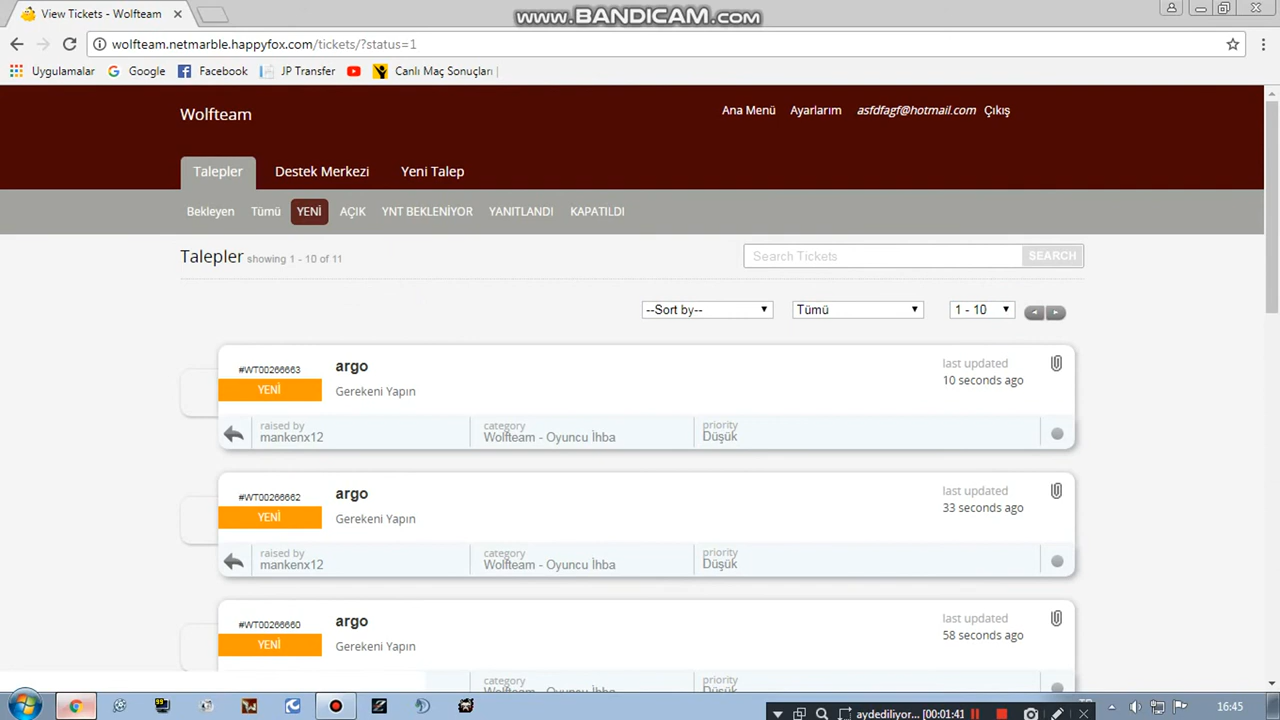 View Tickets - Wolfteam
www.BANDICAM.com
wolfteam.netmarble.happyfox.com/tickets/?status=1
Uygulamalar Google Facebook JP Transfer Canlı Maç Sonuçları
Wolfteam
Ana Menü Ayarlarım asfdfagf@hotmail.com Çıkış
Talepler Destek Merkezi Yeni Talep
Bekleyen Tümü YENİ AÇIK YNT BEKLENİYOR YANITLANDI KAPATILDI
Talepler showing 1 - 10 of 11
Search Tickets SEARCH
--Sort by-- Tümü 1 - 10
#WT00266663 argo last updated
YENİ Gerekeni Yapın 10 seconds ago
raised by category priority
mankenx12 Wolfteam - Oyuncu İhba Düşük
#WT00266662 argo last updated
YENİ Gerekeni Yapın 33 seconds ago
raised by category priority
mankenx12 Wolfteam - Oyuncu İhba Düşük
#WT00266660 argo last updated
YENİ Gerekeni Yapın 58 seconds ago
Wolfteam - Oyuncu İhba Düşük
aydediliyor... [00:01:41]
TR
16:45